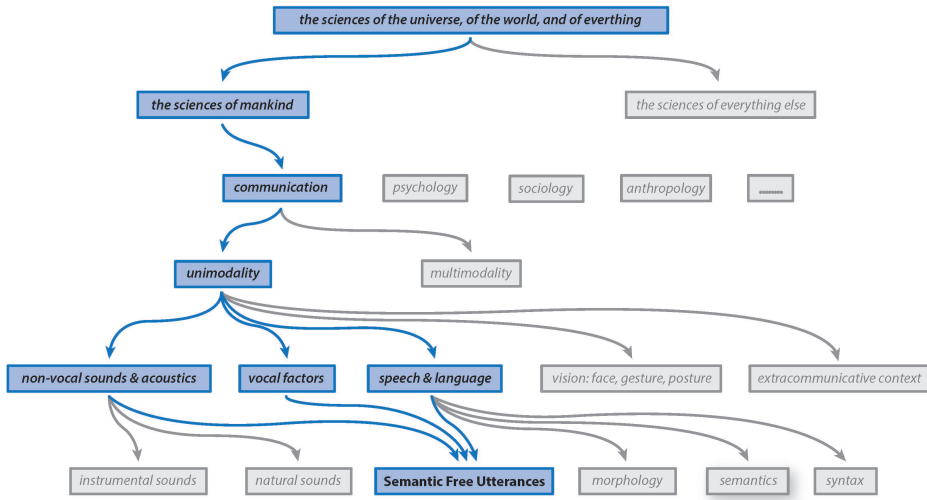 the sciences of the universe, of the world, and of everthing
the sciences of mankind
the sciences of everything else
communication
psychology
sociology
anthropology
........
unimodality
multimodality
non-vocal sounds & acoustics
vocal factors
speech & language
vision: face, gesture, posture
extracommunicative context
instrumental sounds
natural sounds
Semantic Free Utterances
morphology
semantics
syntax